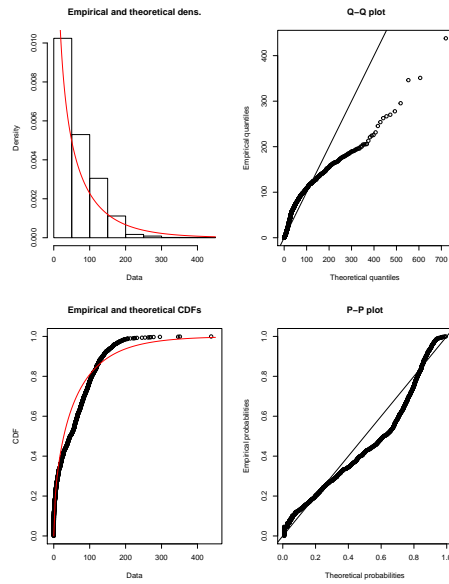 Empirical and theoretical dens.
Density
0.000 0.002 0.004 0.006 0.008 0.010
0 100 200 300 400
Data
Q−Q plot
Empirical quantiles
0 100 200 300 400
0 100 200 300 400 500 600 700
Theoretical quantiles
Empirical and theoretical CDFs
CDF
0.0 0.2 0.4 0.6 0.8 1.0
0 100 200 300 400
Data
P−P plot
Empirical probabilities
0.0 0.2 0.4 0.6 0.8 1.0
0.0 0.2 0.4 0.6 0.8 1.0
Theoretical probabilities